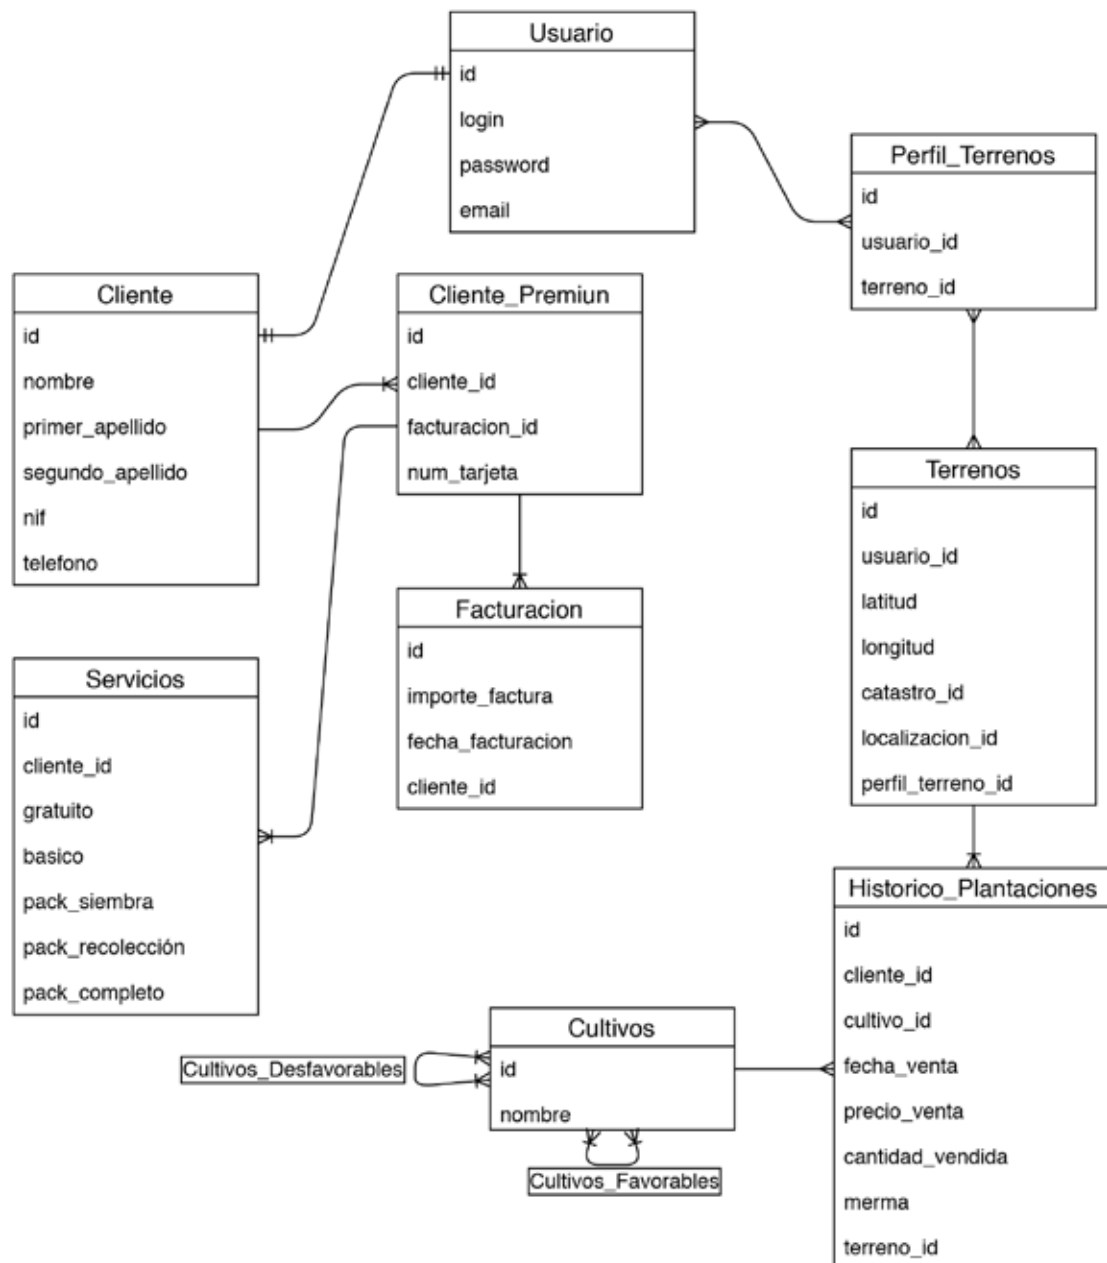 Usuario
id
login
password
email
Perfil_Terrenos
id
usuario_id
terreno_id
Cliente
id
nombre
primer_apellido
segundo_apellido
nif
telefono
Cliente_Premiun
id
cliente_id
facturacion_id
num_tarjeta
Terrenos
id
usuario_id
latitud
longitud
catastro_id
localizacion_id
perfil_terreno_id
Facturacion
id
importe_factura
fecha_facturacion
cliente_id
Servicios
id
cliente_id
gratuito
basico
pack_siembra
pack_recolección
pack_completo
Historico_Plantaciones
id
cliente_id
cultivo_id
fecha_venta
precio_venta
cantidad_vendida
merma
terreno_id
Cultivos
id
nombre
Cultivos_Desfavorables
Cultivos_Favorables